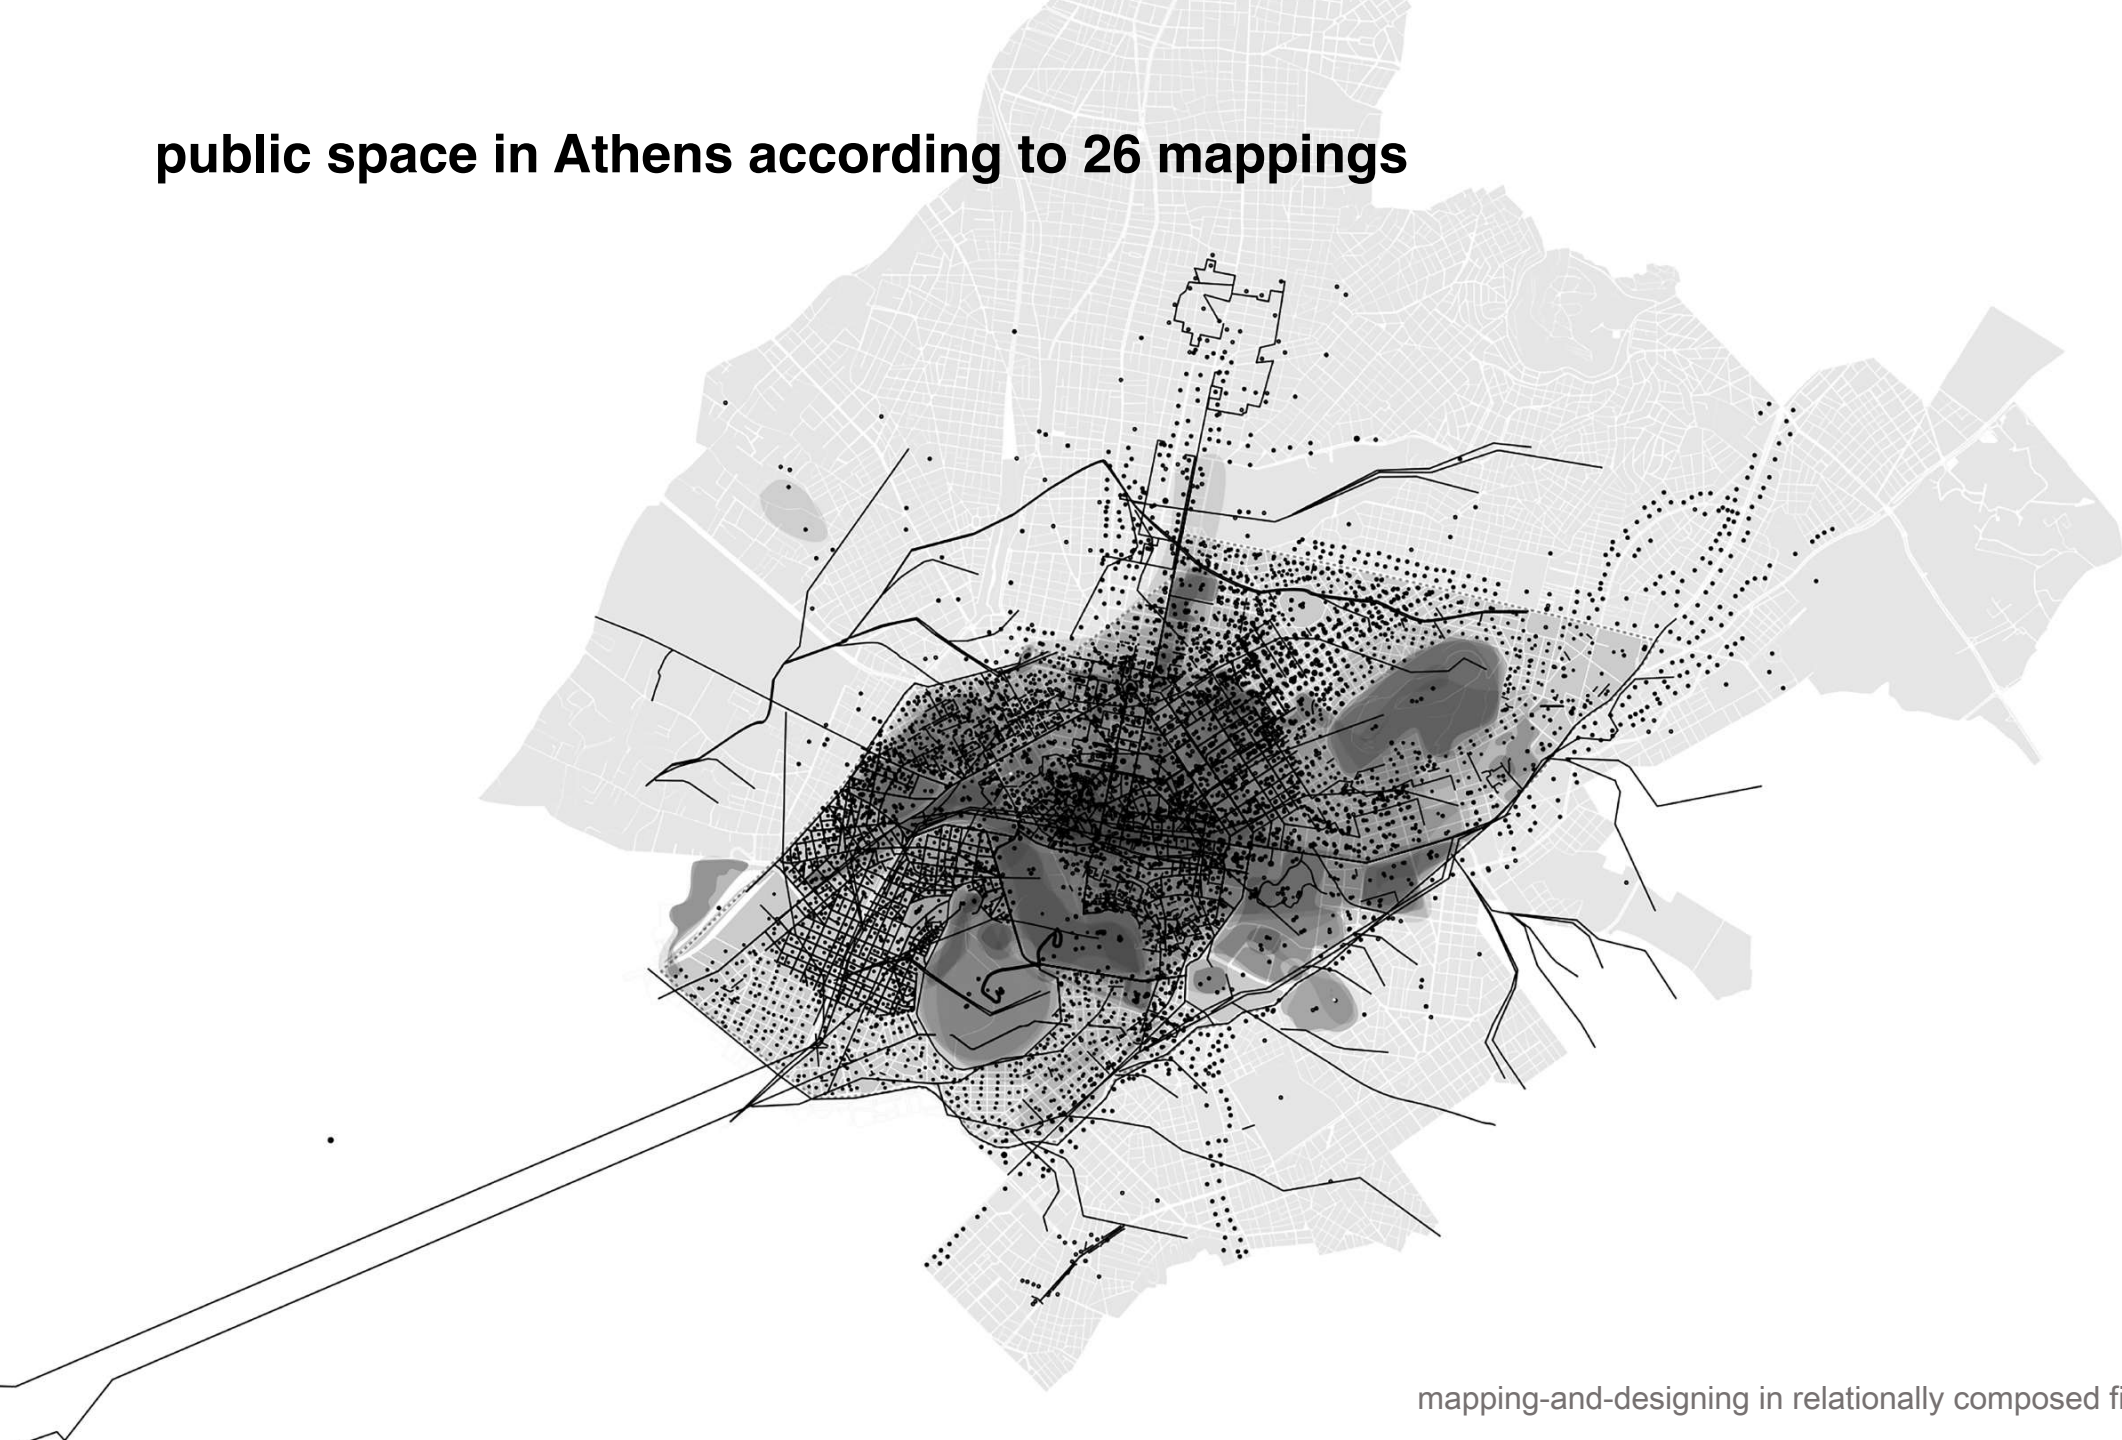 public space in Athens according to 26 mappings
mapping-and-designing in relationally composed